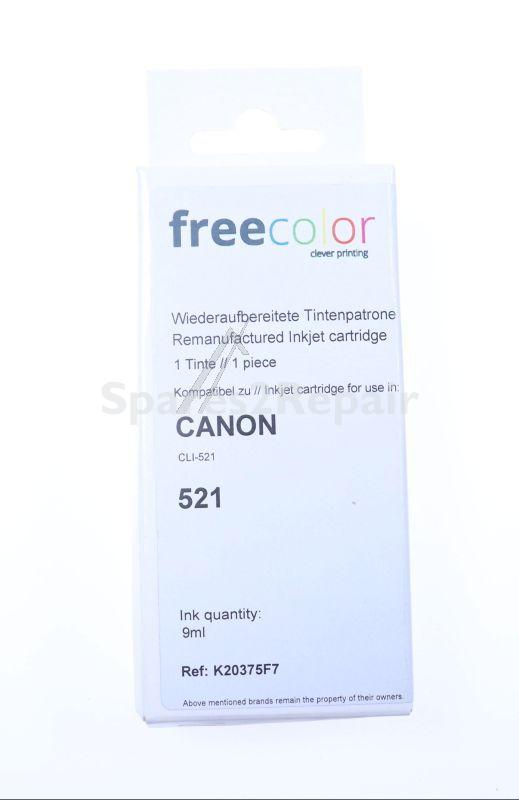 freecolor
clever printing
Wiederaufbereitete Tintenpatrone
Remanufactured Inkjet cartridge
1 Tinte // 1 piece
Kompatibel zu // Inkjet cartridge for use in:
Spares2Repair
CANON
CLI-521
521
Ink quantity:
9ml
Ref: K20375F7
Above mentioned brands remain the property of their owners.